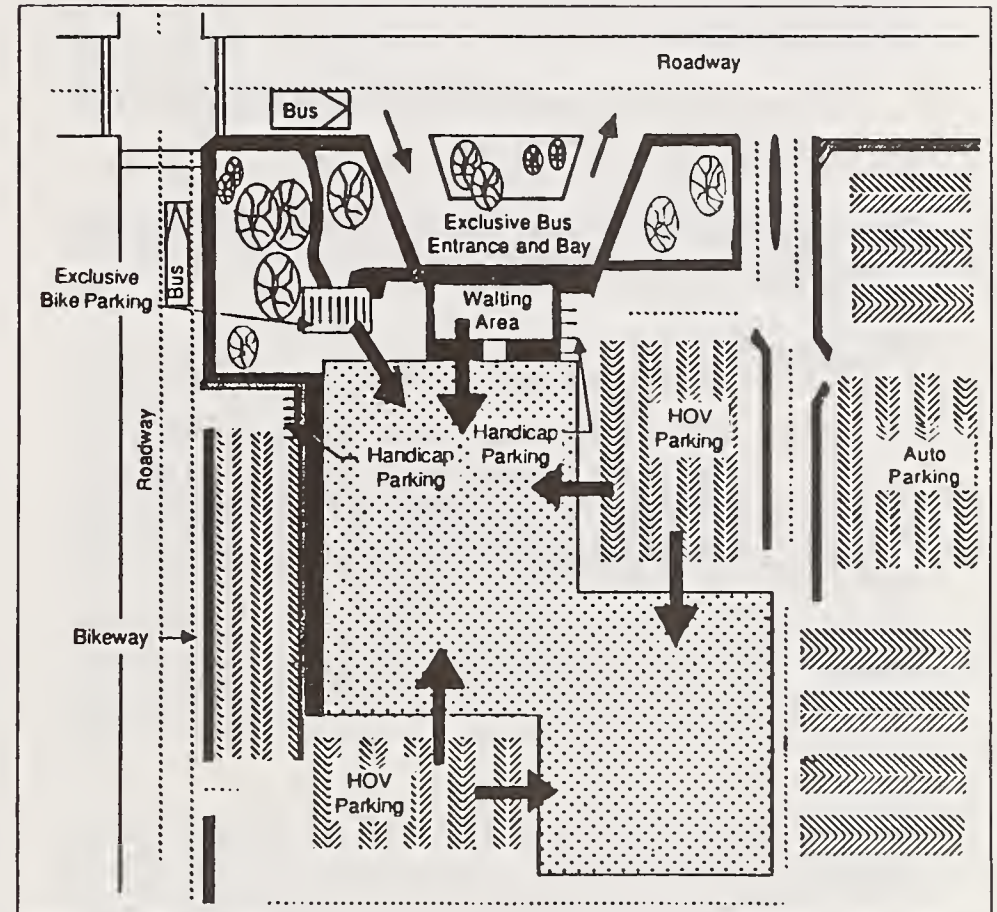 Roadway
Bus
Exclusive Bus
Entrance and Bay
Exclusive
Bike Parking
Bus
Waiting
Area
Roadway
HOV
Parking
Handicap
Parking
Handicap
Parking
Auto
Parking
Bikeway
HOV
Parking